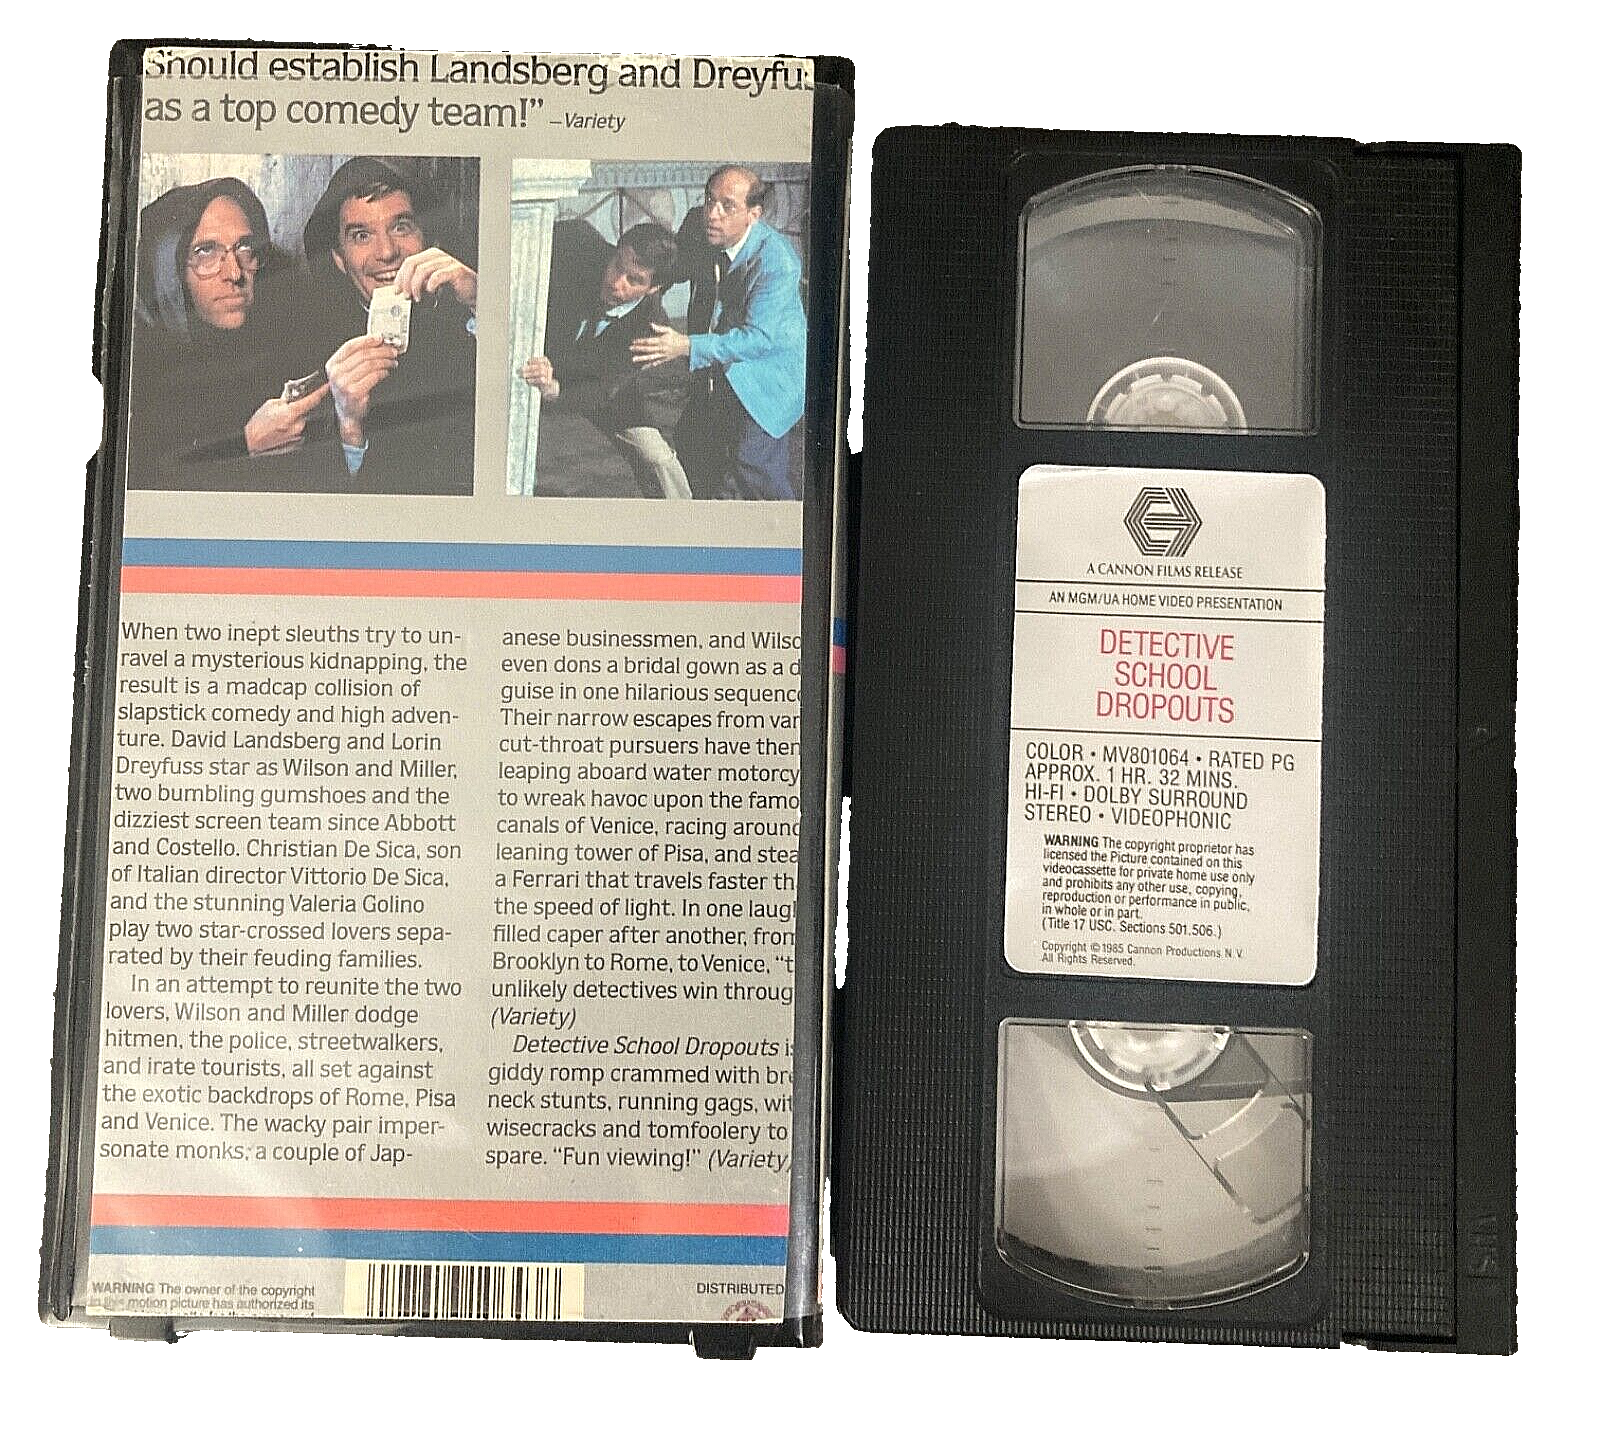 Should establish Landsberg and Dreyfus
as a top comedy team!” –Variety
When two inept sleuths try to un-
ravel a mysterious kidnapping, the
result is a madcap collision of
slapstick comedy and high adven-
ture. David Landsberg and Lorin
Dreyfuss star as Wilson and Miller,
two bumbling gumshoes and the
dizziest screen team since Abbott
and Costello. Christian De Sica, son
of Italian director Vittorio De Sica,
and the stunning Valeria Golino
play two star-crossed lovers sepa-
rated by their feuding families.
In an attempt to reunite the two
lovers, Wilson and Miller dodge
hitmen, the police, streetwalkers,
and irate tourists, all set against
the exotic backdrops of Rome, Pisa
and Venice. The wacky pair imper-
sonate monks, a couple of Jap-
anese businessmen, and Wilso
even dons a bridal gown as a d
guise in one hilarious sequenc
Their narrow escapes from var
cut-throat pursuers have then
leaping aboard water motorcy
to wreak havoc upon the famo
canals of Venice, racing around
leaning tower of Pisa, and stea
a Ferrari that travels faster th
the speed of light. In one laugh
filled caper after another, from
Brooklyn to Rome, to Venice, “t
unlikely detectives win throug
(Variety)
Detective School Dropouts is
giddy romp crammed with bre
neck stunts, running gags, wit
wisecracks and tomfoolery to
spare. “Fun viewing!” (Variety)
WARNING The owner of the copyright
in this motion picture has authorized its
DISTRIBUTED
A CANNON FILMS RELEASE
AN MGM/UA HOME VIDEO PRESENTATION
DETECTIVE
SCHOOL
DROPOUTS
COLOR • MV801064 • RATED PG
APPROX. 1 HR. 32 MINS.
HI-FI • DOLBY SURROUND
STEREO • VIDEOPHONIC
WARNING The copyright proprietor has
licensed the Picture contained on this
videocassette for private home use only
and prohibits any other use, copying,
reproduction or performance in public,
in whole or in part.
(Title 17 USC. Sections 501.506.)
Copyright © 1985 Cannon Productions N.V.
All Rights Reserved.
VHS